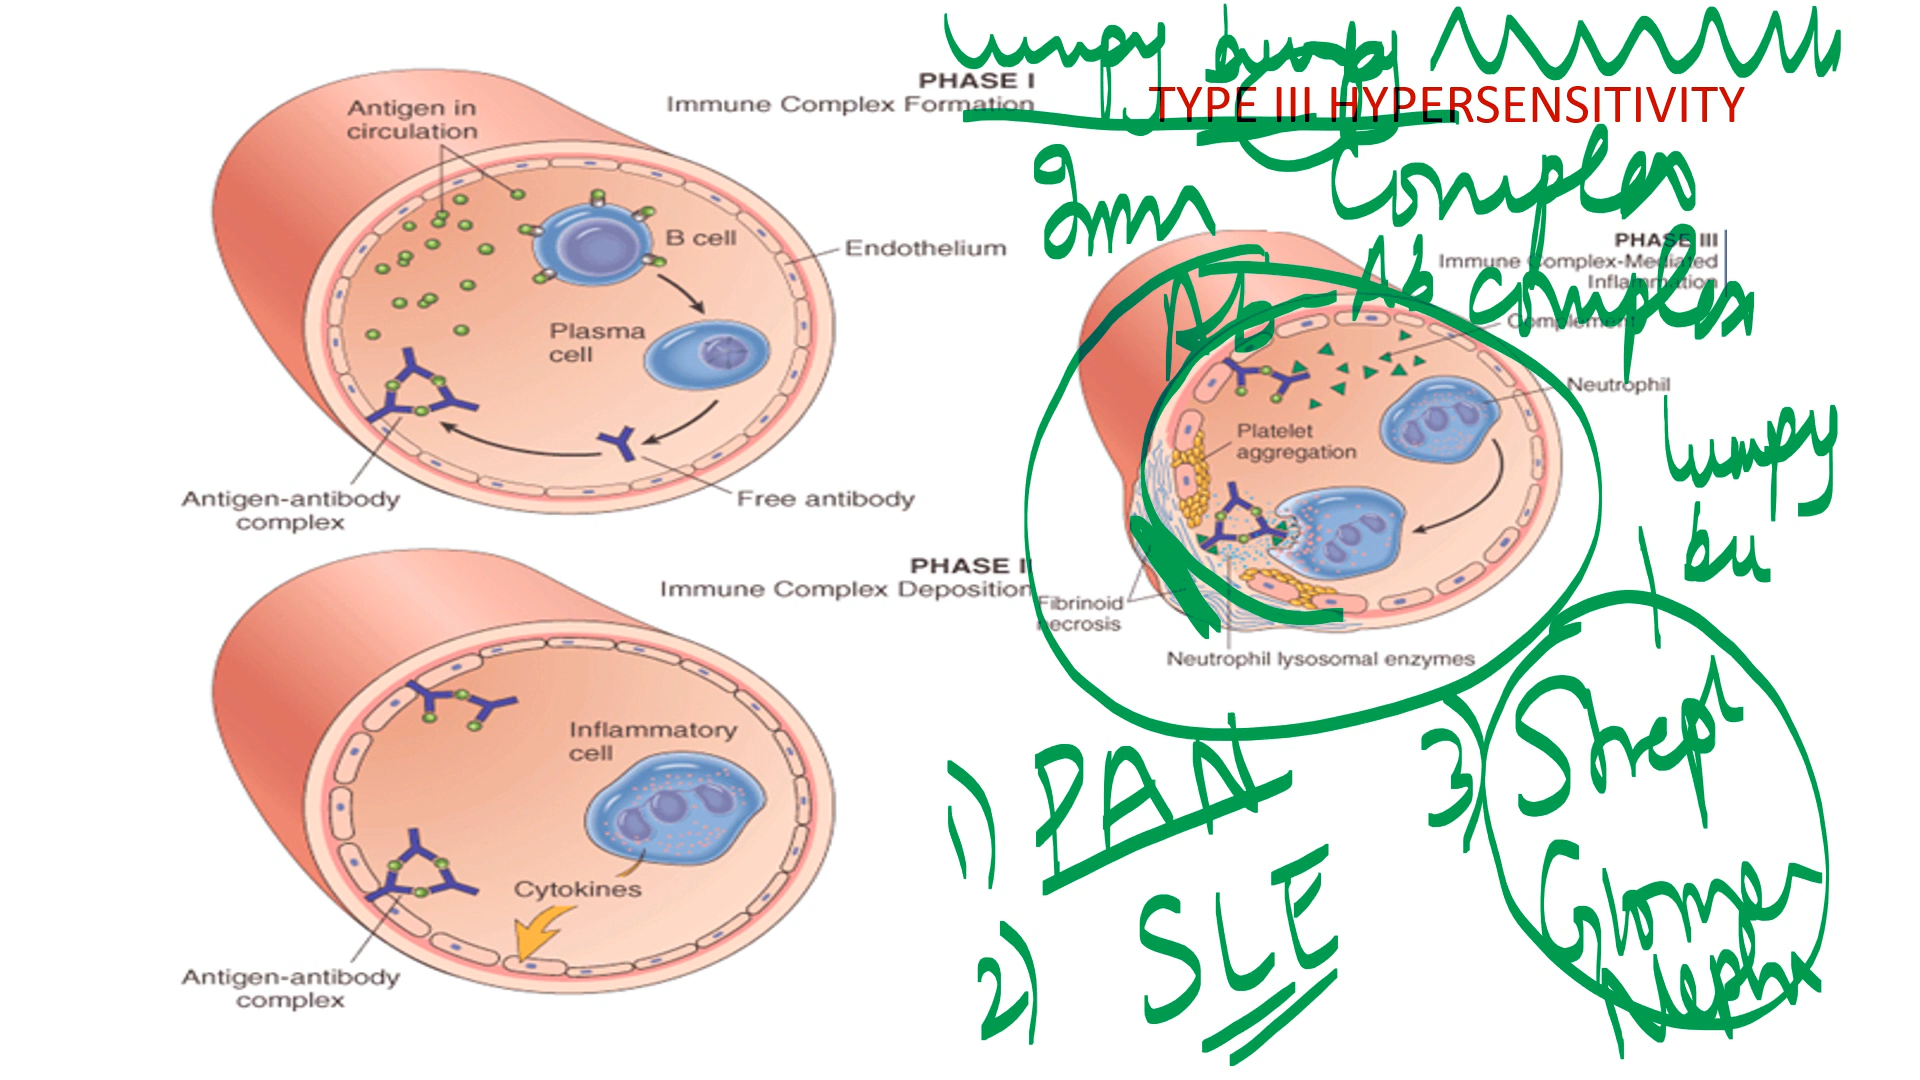 PHASE I
Immune Complex Formation
Antigen in
circulation
B cell
Endothelium
Plasma
cell
Antigen-antibody
complex
Free antibody
PHASE II
Immune Complex Deposition
Inflammatory
cell
Cytokines
Antigen-antibody
complex
lumpy bumpy
TYPE III HYPERSENSITIVITY
Imm Complex
Ab Complex
PHASE III
Immune Complex-Mediated
Inflammation
Complement
Neutrophil
Platelet
aggregation
Fibrinoid
necrosis
Neutrophil lysosomal enzymes
lumpy
bu
1) PAN
2) SLE
3) Strept
Glomer
Nephr